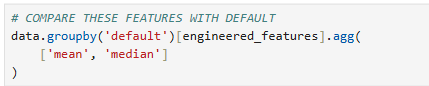 # COMPARE THESE FEATURES WITH DEFAULT
data.groupby('default')[engineered_features].agg(
    ['mean', 'median']
)